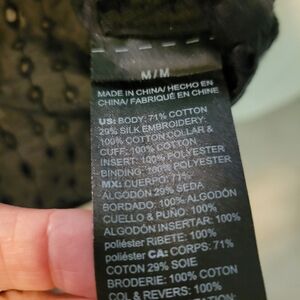 M/M
MADE IN CHINA/ HECHO EN
CHINA/ FABRIQUÉ EN CHINE
US: BODY: 71% COTTON
29% SILK EMBROIDERY:
100% COTTON COLLAR &
CUFF: 100% COTTON
INSERT: 100% POLYESTER
BINDING: 100% POLYESTER
MX: CUERPO: 71%
ALGODÓN 29% SEDA
BORDADO: 100% ALGODÓN
CUELLO & PUÑO: 100%
ALGODÓN INSERTAR: 100%
poliéster RIBETE: 100%
poliéster CA: CORPS: 71%
COTON 29% SOIE
BRODERIE: 100% COTON
COL & REVERS: 100%